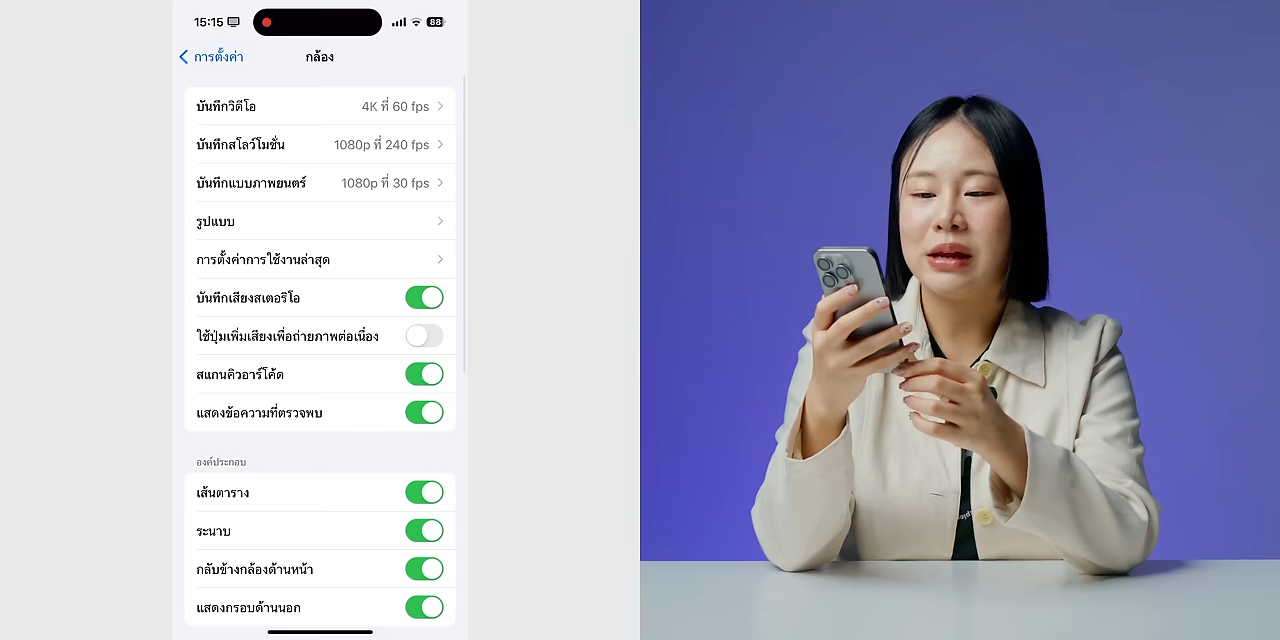 15:15
88
การตั้งค่า
กล้อง
บันทึกวิดีโอ 4K ที่ 60 fps
บันทึกสโลว์โมชั่น 1080p ที่ 240 fps
บันทึกแบบภาพยนตร์ 1080p ที่ 30 fps
รูปแบบ
การตั้งค่าการใช้งานล่าสุด
บันทึกเสียงสเตอริโอ
ใช้ปุ่มเพิ่มเสียงเพื่อถ่ายภาพต่อเนื่อง
สแกนคิวอาร์โค้ด
แสดงข้อความที่ตรวจพบ
องค์ประกอบ
เส้นตาราง
ระนาบ
กลับข้างกล้องด้านหน้า
แสดงกรอบด้านนอก